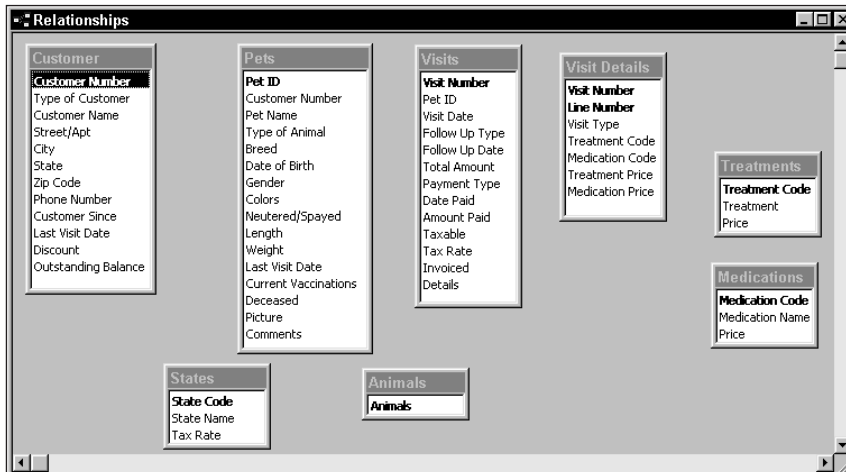 Relationships
Customer
Customer Number
Type of Customer
Customer Name
Street/Apt
City
State
Zip Code
Phone Number
Customer Since
Last Visit Date
Discount
Outstanding Balance
Pets
Pet ID
Customer Number
Pet Name
Type of Animal
Breed
Date of Birth
Gender
Colors
Neutered/Spayed
Length
Weight
Last Visit Date
Current Vaccinations
Deceased
Picture
Comments
Visits
Visit Number
Pet ID
Visit Date
Follow Up Type
Follow Up Date
Total Amount
Payment Type
Date Paid
Amount Paid
Taxable
Tax Rate
Invoiced
Details
Visit Details
Visit Number
Line Number
Visit Type
Treatment Code
Medication Code
Treatment Price
Medication Price
Treatments
Treatment Code
Treatment
Price
Medications
Medication Code
Medication Name
Price
States
State Code
State Name
Tax Rate
Animals
Animals